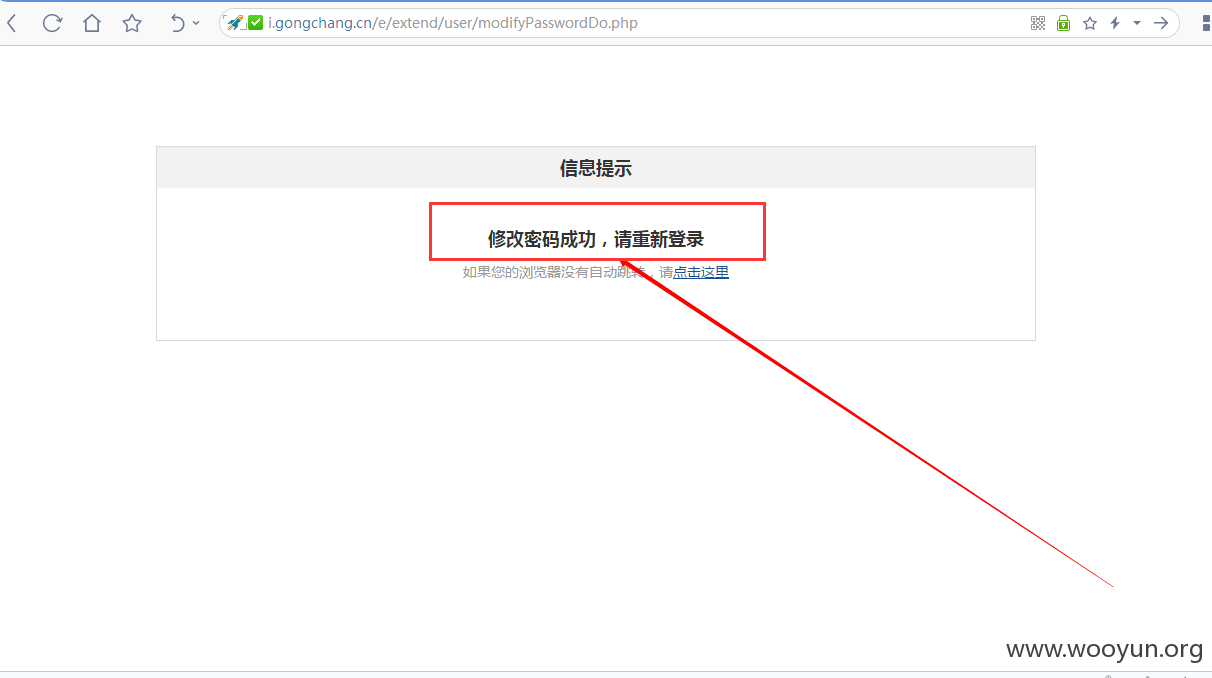 i.gongchang.cn/e/extend/user/modifyPasswordDo.php
信息提示
修改密码成功，请重新登录
如果您的浏览器没有自动跳转，请点击这里
www.wooyun.org